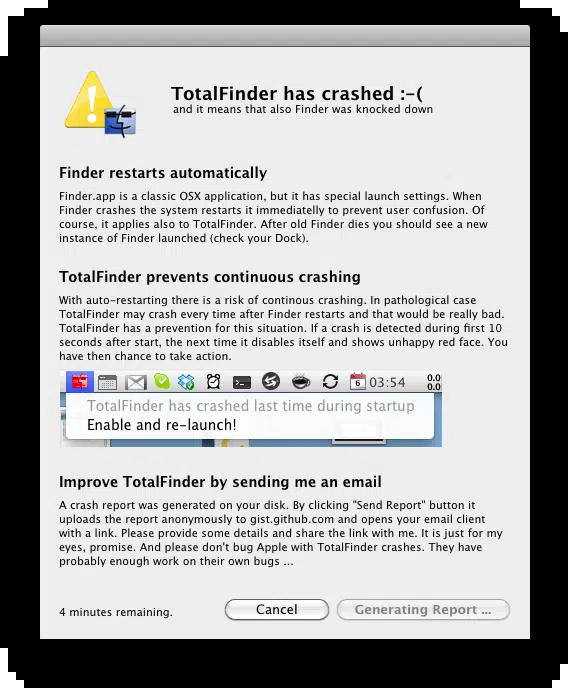 TotalFinder has crashed :-(
and it means that also Finder was knocked down
Finder restarts automatically
Finder.app is a classic OSX application, but it has special launch settings. When
Finder crashes the system restarts it immediatelly to prevent user confusion. Of
course, it applies also to TotalFinder. After old Finder dies you should see a new
instance of Finder launched (check your Dock).
TotalFinder prevents continuous crashing
With auto-restarting there is a risk of continous crashing. In pathological case
TotalFinder may crash every time after Finder restarts and that would be really bad.
TotalFinder has a prevention for this situation. If a crash is detected during first 10
seconds after start, the next time it disables itself and shows unhappy red face. You
have then chance to take action.
6 03:54 0.0
0.0
TotalFinder has crashed last time during startup
Enable and re-launch!
Improve TotalFinder by sending me an email
A crash report was generated on your disk. By clicking "Send Report" button it
uploads the report anonymously to gist.github.com and opens your email client
with a link. Please provide some details and share the link with me. It is just for my
eyes, promise. And please don't bug Apple with TotalFinder crashes. They have
probably enough work on their own bugs ...
4 minutes remaining. Cancel Generating Report ...